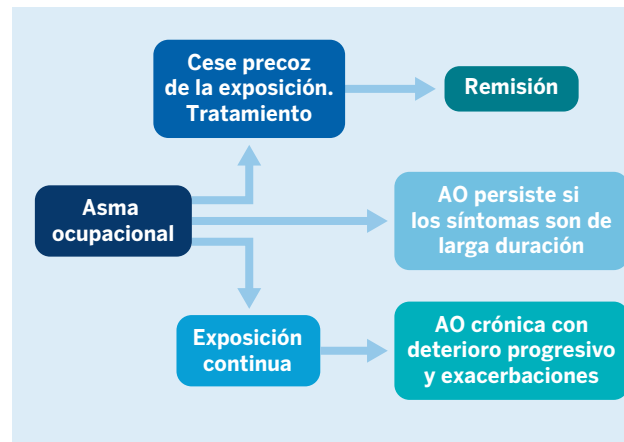 Cese precoz
de la exposición.
Tratamiento
Remisión
Asma
ocupacional
AO persiste si
los síntomas son de
larga duración
Exposición
continua
AO crónica con
deterioro progresivo
y exacerbaciones